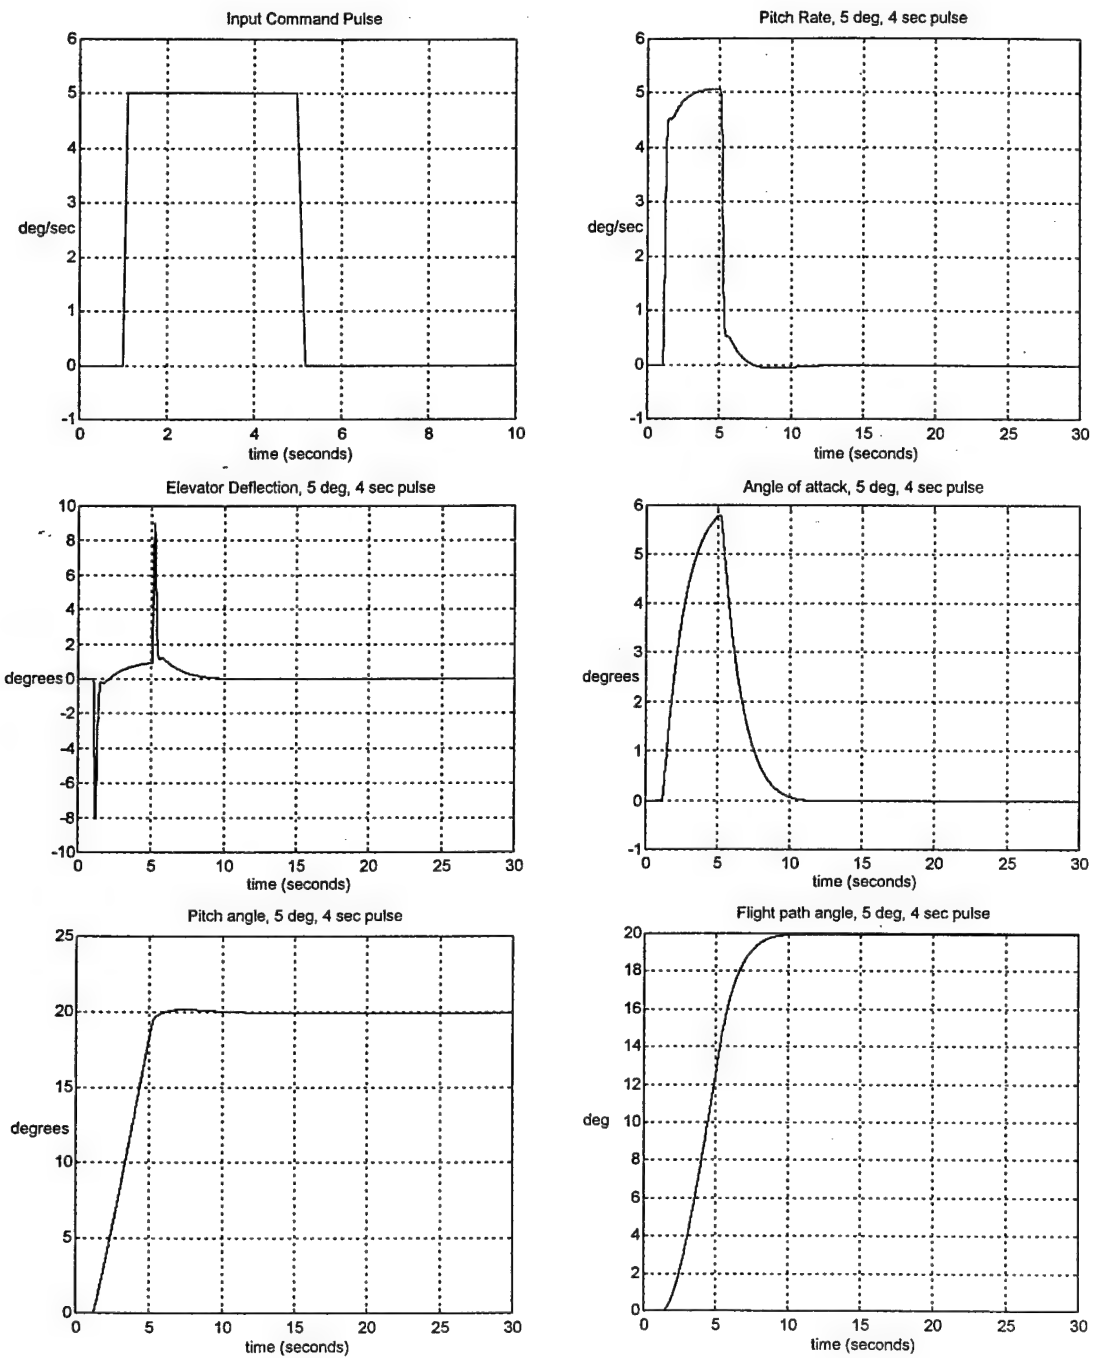 Input Command Pulse
6
5
4
3
deg/sec
2
1
0
-1
0 2 4 6 8 10
time (seconds)
Pitch Rate, 5 deg, 4 sec pulse
6
5
4
3
deg/sec
2
1
0
-1
0 5 10 15 20 25 30
time (seconds)
Elevator Deflection, 5 deg, 4 sec pulse
10
8
6
4
2
degrees 0
-2
-4
-6
-8
-10
0 5 10 15 20 25 30
time (seconds)
Angle of attack, 5 deg, 4 sec pulse
6
5
4
3
degrees
2
1
0
-1
0 5 10 15 20 25 30
time (seconds)
Pitch angle, 5 deg, 4 sec pulse
25
20
15
degrees
10
5
0
0 5 10 15 20 25 30
time (seconds)
Flight path angle, 5 deg, 4 sec pulse
20
18
16
14
12
deg 10
8
6
4
2
0
0 5 10 15 20 25 30
time (seconds)